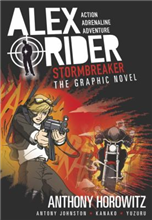 ALEX
RIDER
ACTION
ADRENALINE
ADVENTURE
STORMBREAKER
THE GRAPHIC NOVEL
ANTHONY HOROWITZ
ANTONY JOHNSTON • KANAKO • YUZURU